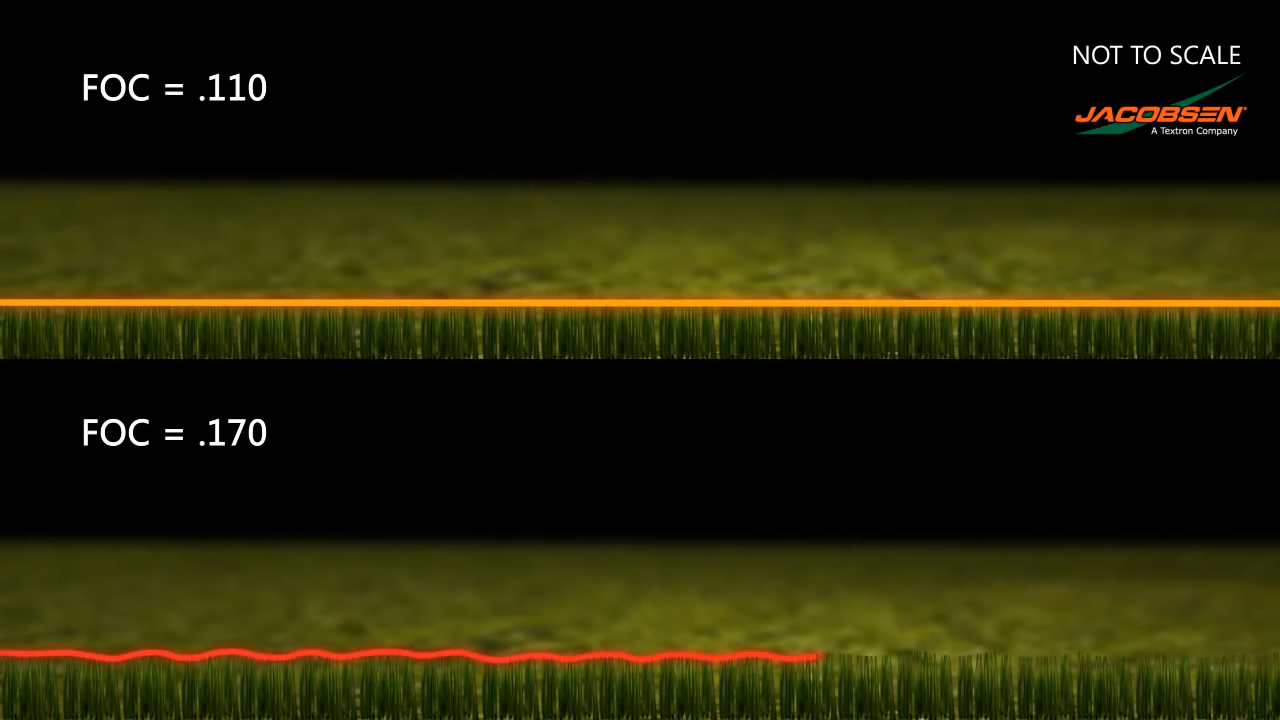 NOT TO SCALE
FOC = .110
JACOBSEN
A Textron Company
FOC = .170